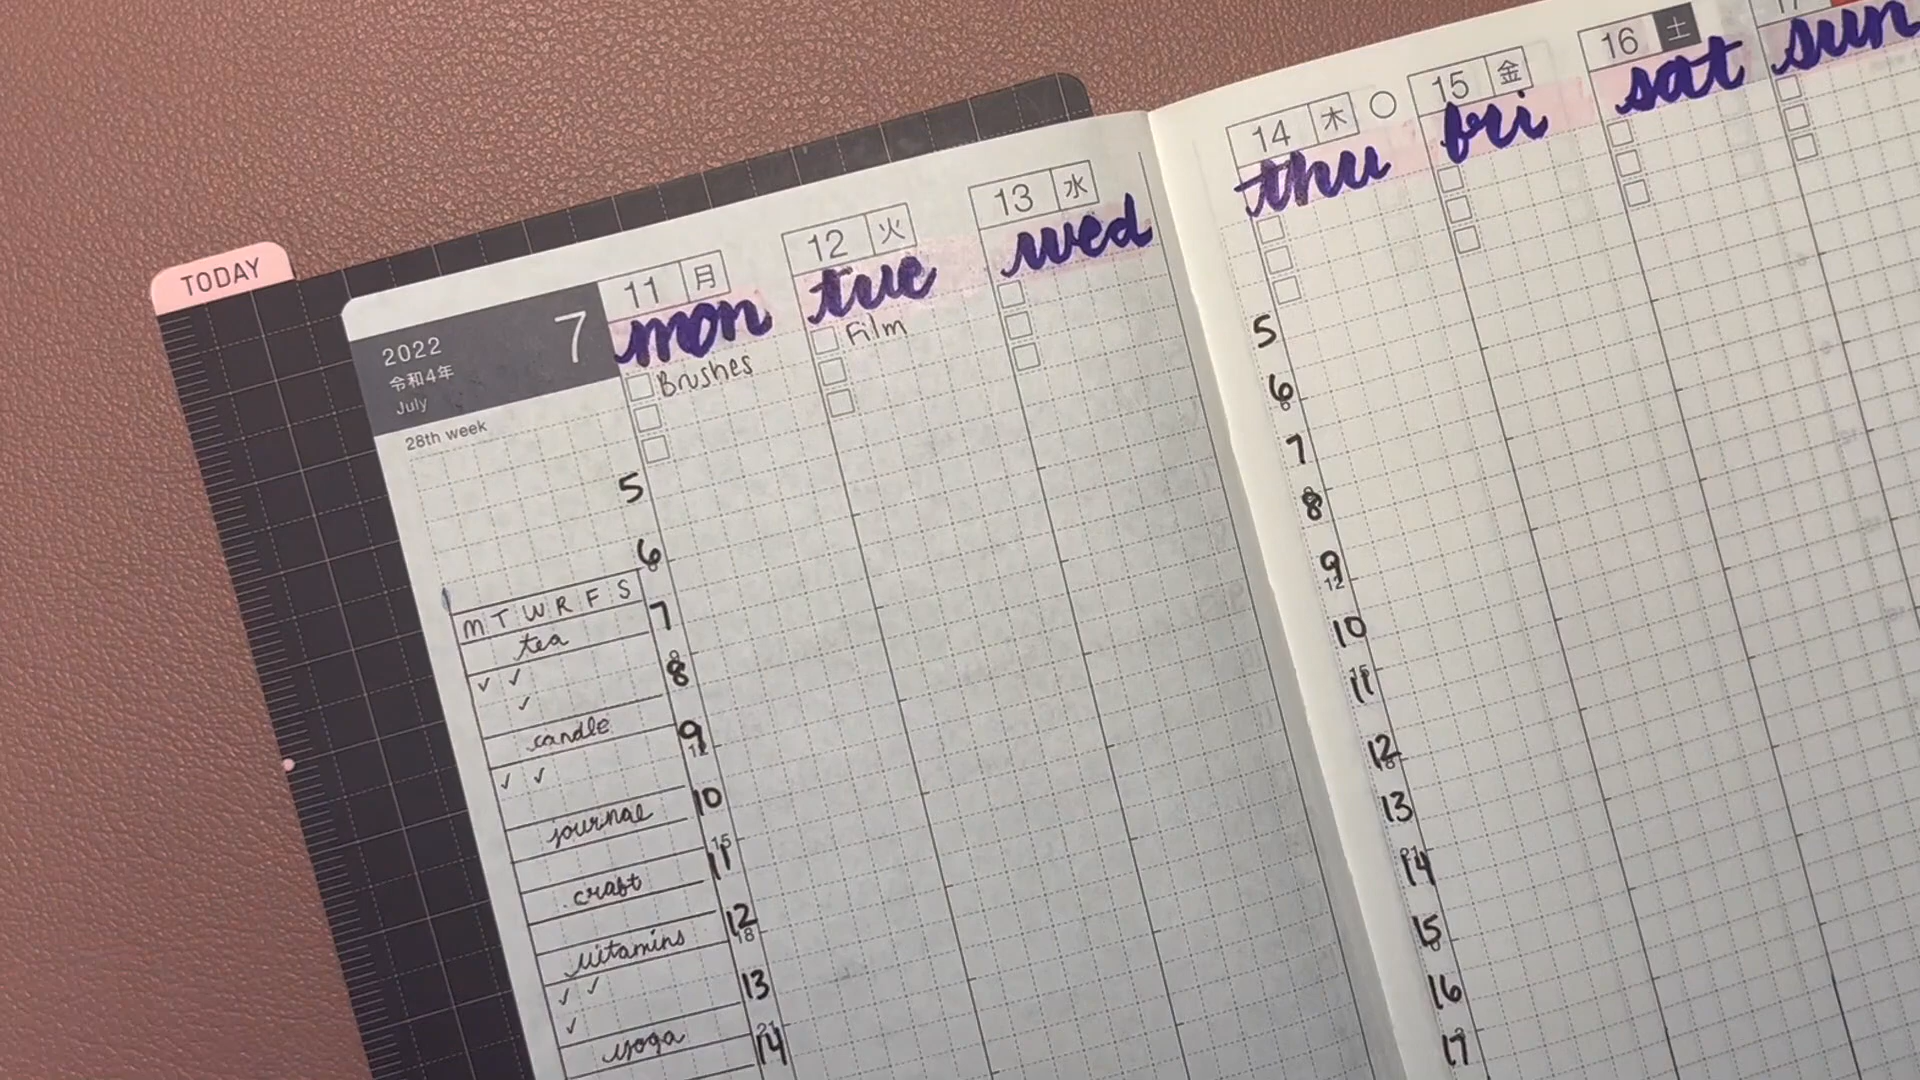 TODAY
2022 7
令和4年
July
28th week
11 月
mon
Brushes
12 火
tue
Film
13 水
wed
14 木
thu
15 金
fri
16 土
sat
sun
M T W R F S
tea
✓ ✓
✓
candle
✓ ✓
journal
craft
vitamins
✓ ✓
✓
yoga
5
6
7
8
9
10
11
12
13
14
5
6
7
8
9
10
11
12
13
14
15
16
17